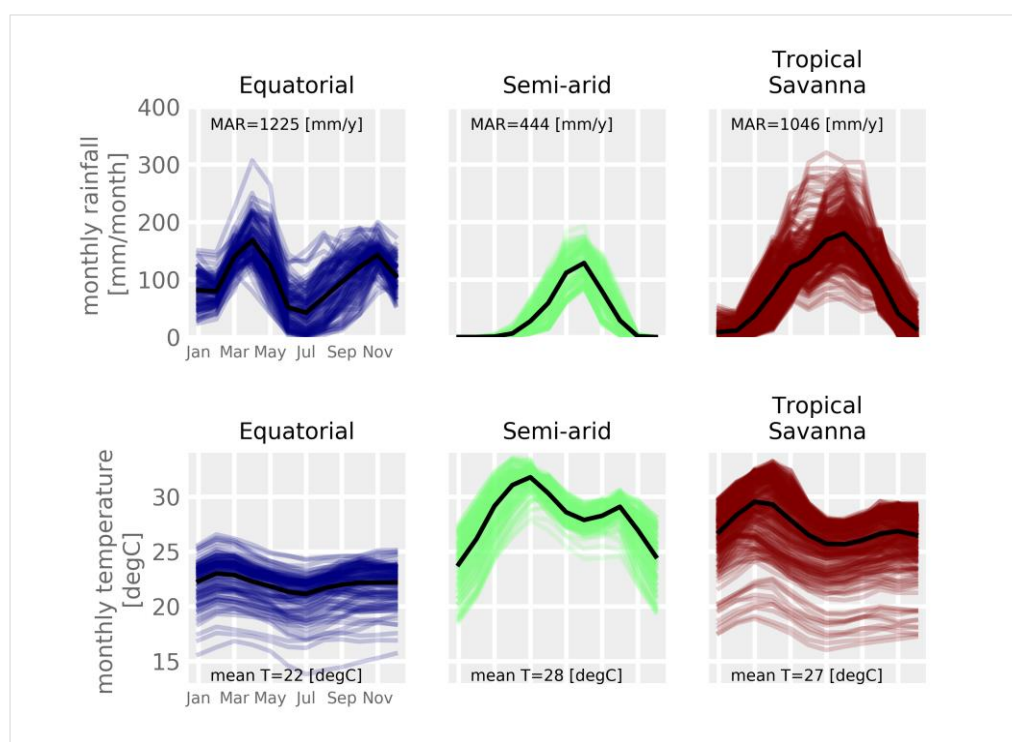 Equatorial
Semi-arid
Tropical
Savanna
monthly rainfall
[mm/month]
400
300
200
100
0
MAR=1225 [mm/y]
MAR=444 [mm/y]
MAR=1046 [mm/y]
Jan Mar May Jul Sep Nov
Equatorial
Semi-arid
Tropical
Savanna
monthly temperature
[degC]
30
25
20
15
mean T=22 [degC]
mean T=28 [degC]
mean T=27 [degC]
Jan Mar May Jul Sep Nov